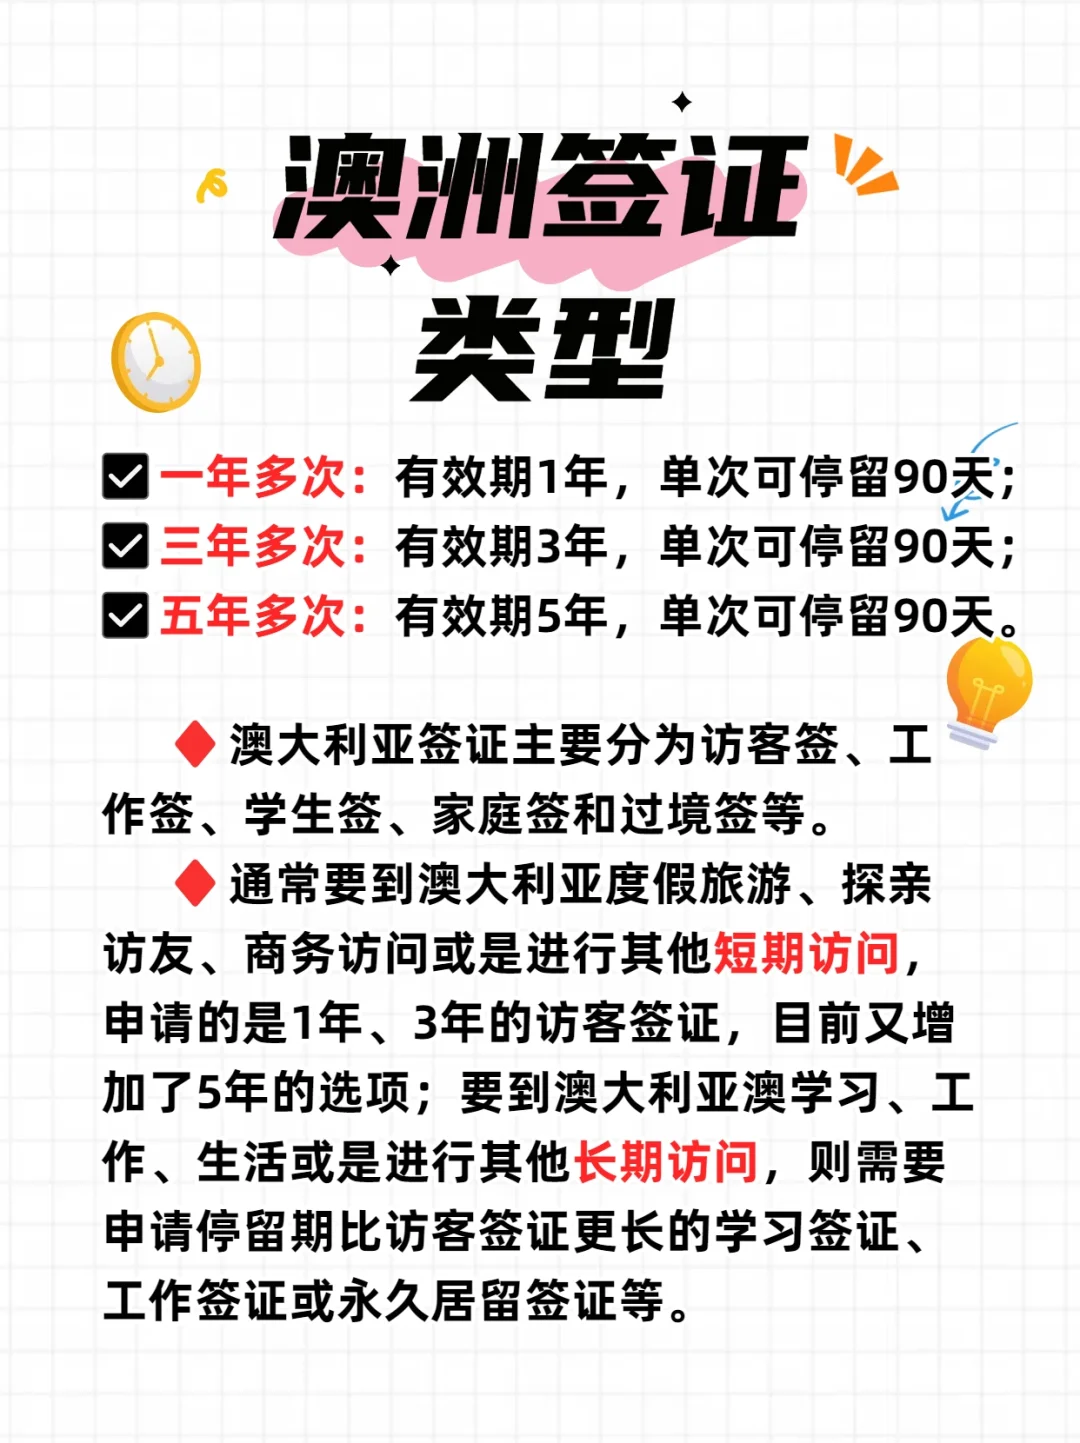 澳洲签证
类型
一年多次：有效期1年，单次可停留90天；
三年多次：有效期3年，单次可停留90天；
五年多次：有效期5年，单次可停留90天。
澳大利亚签证主要分为访客签、工
作签、学生签、家庭签和过境签等。
通常要到澳大利亚度假旅游、探亲
访友、商务访问或是进行其他短期访问，
申请的是1年、3年的访客签证，目前又增
加了5年的选项；要到澳大利亚澳学习、工
作、生活或是进行其他长期访问，则需要
申请停留期比访客签证更长的学习签证、
工作签证或永久居留签证等。